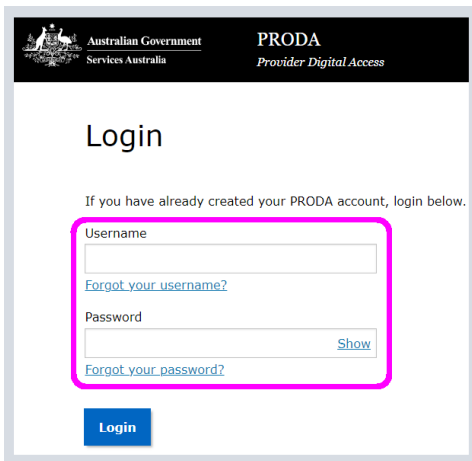 Australian Government
Services Australia
PRODA
Provider Digital Access
Login
If you have already created your PRODA account, login below.
Username
Forgot your username?
Password
Show
Forgot your password?
Login